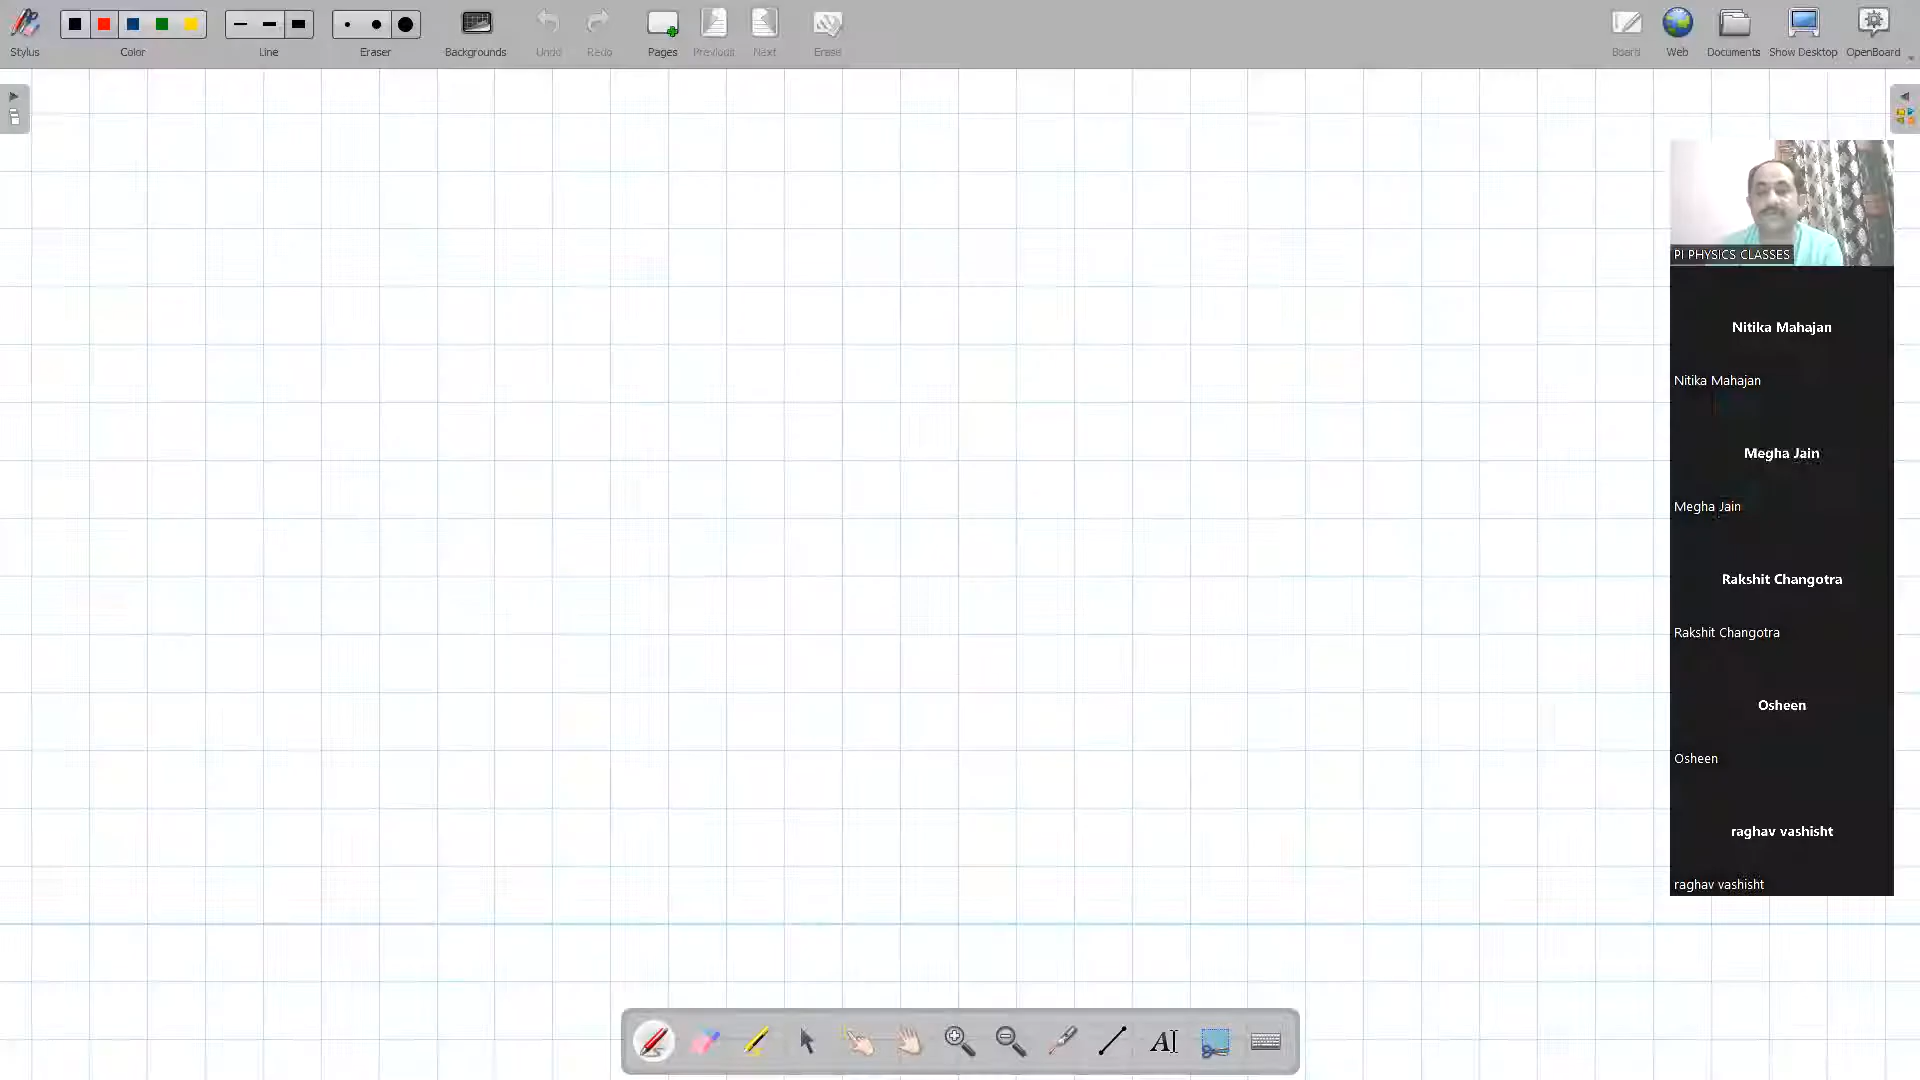 Stylus
Color
Line
Eraser
Backgrounds
Undo
Redo
Pages
Previous
Next
Erase
Board
Web
Documents
Show Desktop
OpenBoard
PI PHYSICS CLASSES
Nitika Mahajan
Nitika Mahajan
Megha Jain
Megha Jain
Rakshit Changotra
Rakshit Changotra
Osheen
Osheen
raghav vashisht
raghav vashisht
A